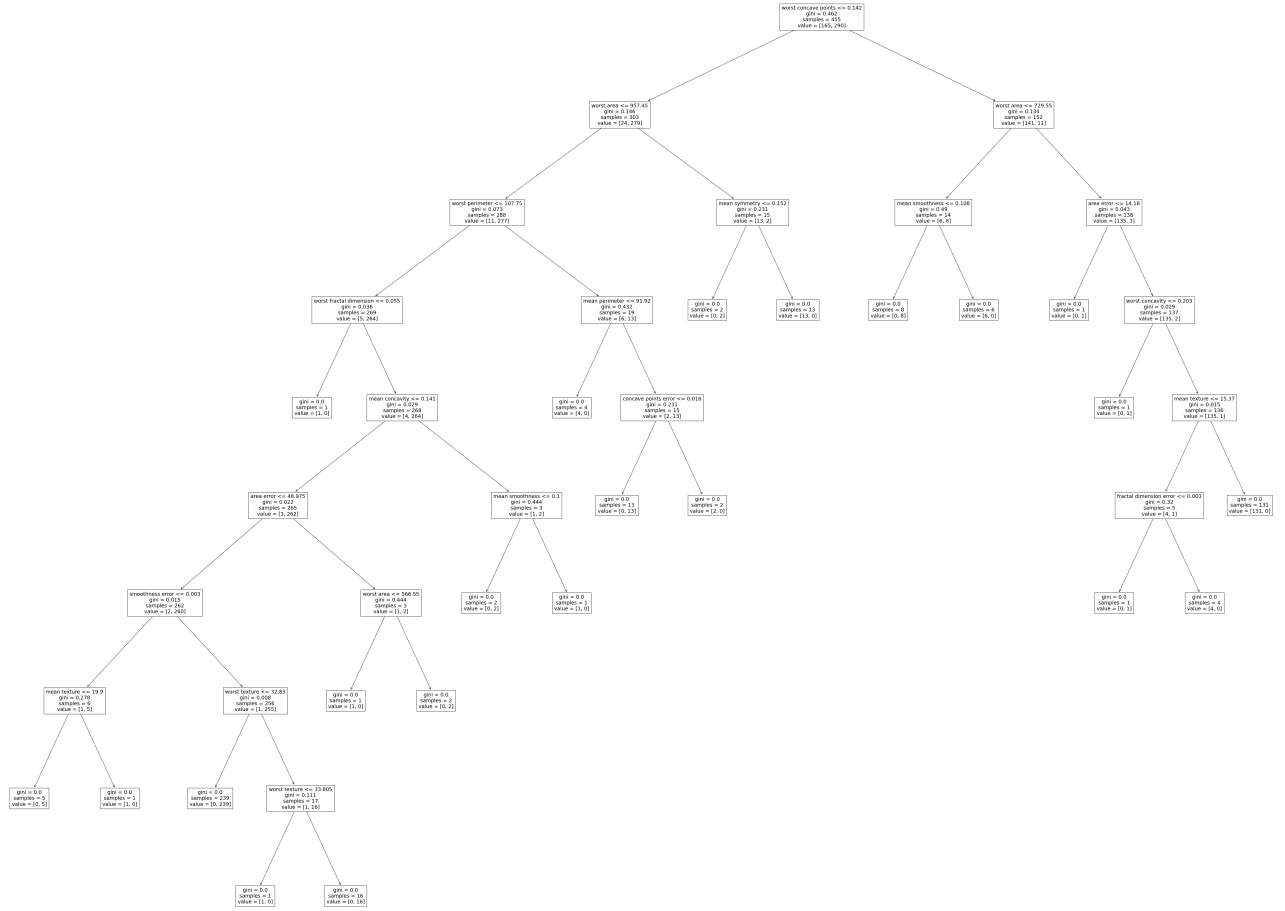 worst concave points <= 0.142
gini = 0.462
samples = 455
value = [165, 290]
worst area <= 957.45
gini = 0.146
samples = 303
value = [24, 279]
worst area <= 729.55
gini = 0.134
samples = 152
value = [141, 11]
worst perimeter <= 107.75
gini = 0.073
samples = 288
value = [11, 277]
mean symmetry <= 0.152
gini = 0.231
samples = 15
value = [13, 2]
mean smoothness <= 0.108
gini = 0.49
samples = 14
value = [6, 8]
area error <= 14.18
gini = 0.043
samples = 138
value = [135, 3]
worst fractal dimension <= 0.055
gini = 0.036
samples = 269
value = [5, 264]
mean perimeter <= 91.92
gini = 0.432
samples = 19
value = [6, 13]
gini = 0.0
samples = 2
value = [0, 2]
gini = 0.0
samples = 13
value = [13, 0]
gini = 0.0
samples = 8
value = [0, 8]
gini = 0.0
samples = 6
value = [6, 0]
gini = 0.0
samples = 1
value = [0, 1]
worst concavity <= 0.203
gini = 0.029
samples = 137
value = [135, 2]
gini = 0.0
samples = 1
value = [1, 0]
mean concavity <= 0.141
gini = 0.029
samples = 268
value = [4, 264]
gini = 0.0
samples = 4
value = [4, 0]
concave points error <= 0.016
gini = 0.231
samples = 15
value = [2, 13]
gini = 0.0
samples = 1
value = [0, 1]
mean texture <= 15.37
gini = 0.015
samples = 136
value = [135, 1]
area error <= 48.975
gini = 0.022
samples = 265
value = [3, 262]
mean smoothness <= 0.1
gini = 0.444
samples = 3
value = [1, 2]
gini = 0.0
samples = 13
value = [0, 13]
gini = 0.0
samples = 2
value = [2, 0]
fractal dimension error <= 0.003
gini = 0.32
samples = 5
value = [4, 1]
gini = 0.0
samples = 131
value = [131, 0]
smoothness error <= 0.003
gini = 0.015
samples = 262
value = [2, 260]
worst area <= 566.55
gini = 0.444
samples = 3
value = [1, 2]
gini = 0.0
samples = 2
value = [0, 2]
gini = 0.0
samples = 1
value = [1, 0]
gini = 0.0
samples = 1
value = [0, 1]
gini = 0.0
samples = 4
value = [4, 0]
mean texture <= 19.9
gini = 0.278
samples = 6
value = [1, 5]
worst texture <= 32.83
gini = 0.008
samples = 256
value = [1, 255]
gini = 0.0
samples = 1
value = [1, 0]
gini = 0.0
samples = 2
value = [0, 2]
gini = 0.0
samples = 5
value = [0, 5]
gini = 0.0
samples = 1
value = [1, 0]
gini = 0.0
samples = 239
value = [0, 239]
worst texture <= 33.805
gini = 0.111
samples = 17
value = [1, 16]
gini = 0.0
samples = 1
value = [1, 0]
gini = 0.0
samples = 16
value = [0, 16]